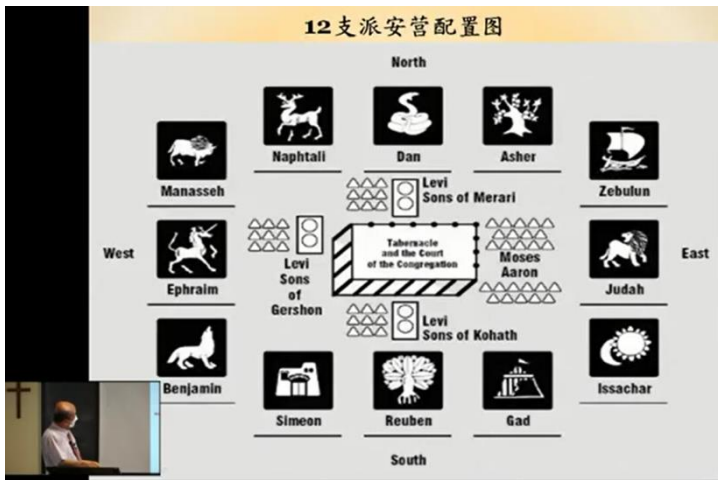 12支派安营配置图
North
Naphtali
Dan
Asher
Manasseh
Zebulun
Levi
Sons of Merari
West
Ephraim
Levi
Sons
of
Gershon
Tabernacle
and the Court
of the Congregation
Moses
Aaron
Judah
East
Levi
Sons of Kohath
Benjamin
Issachar
Simeon
Reuben
Gad
South